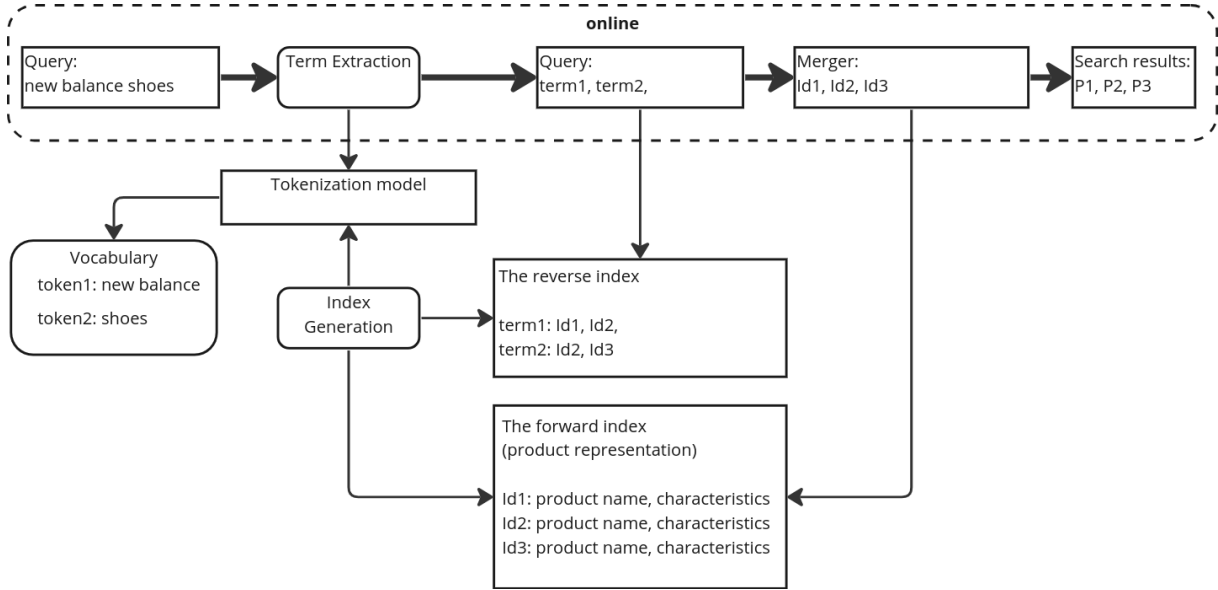 online
Query:
new balance shoes
Term Extraction
Query:
term1, term2,
Merger:
Id1, Id2, Id3
Search results:
P1, P2, P3
Tokenization model
Vocabulary
token1: new balance
token2: shoes
Index
Generation
The reverse index
term1: Id1, Id2,
term2: Id2, Id3
The forward index
(product representation)
Id1: product name, characteristics
Id2: product name, characteristics
Id3: product name, characteristics